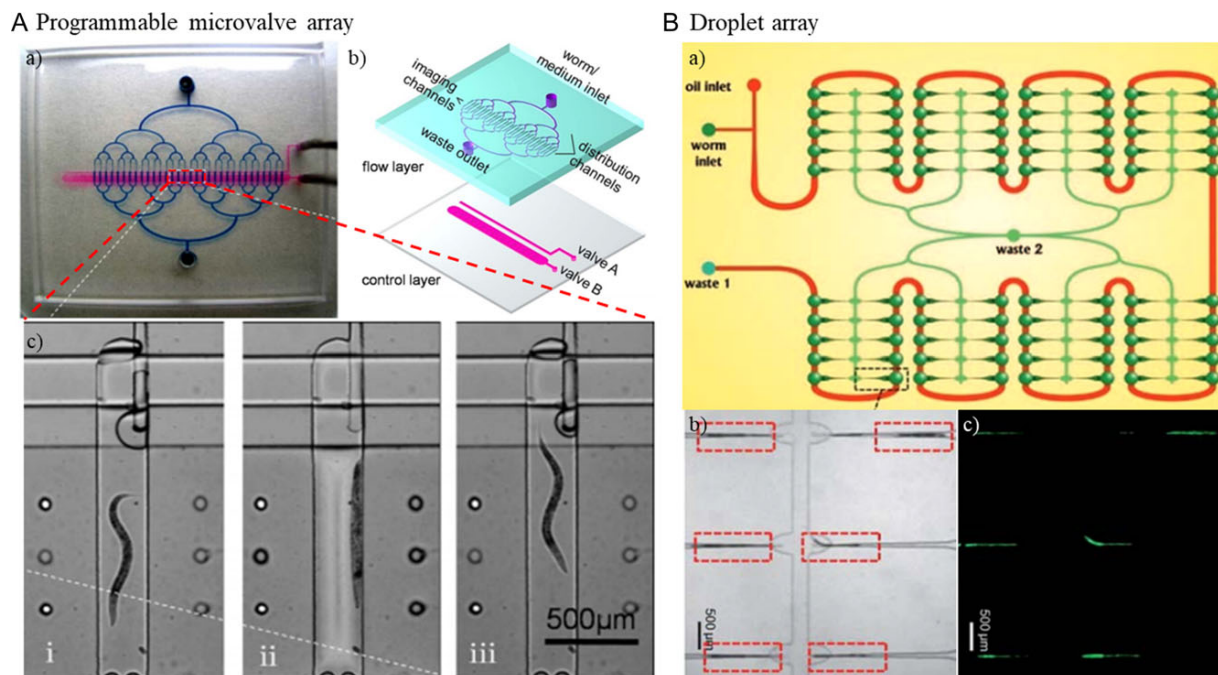 A Programmable microvalve array
a)
b)
worm/
medium inlet
imaging
channels
<
waste outlet
distribution
channels
flow layer
valve A
valve B
control layer
c)
i
ii
iii
500µm
B Droplet array
a)
oil inlet
worm
inlet
waste 2
waste 1
b)
500 µm
c)
500 µm